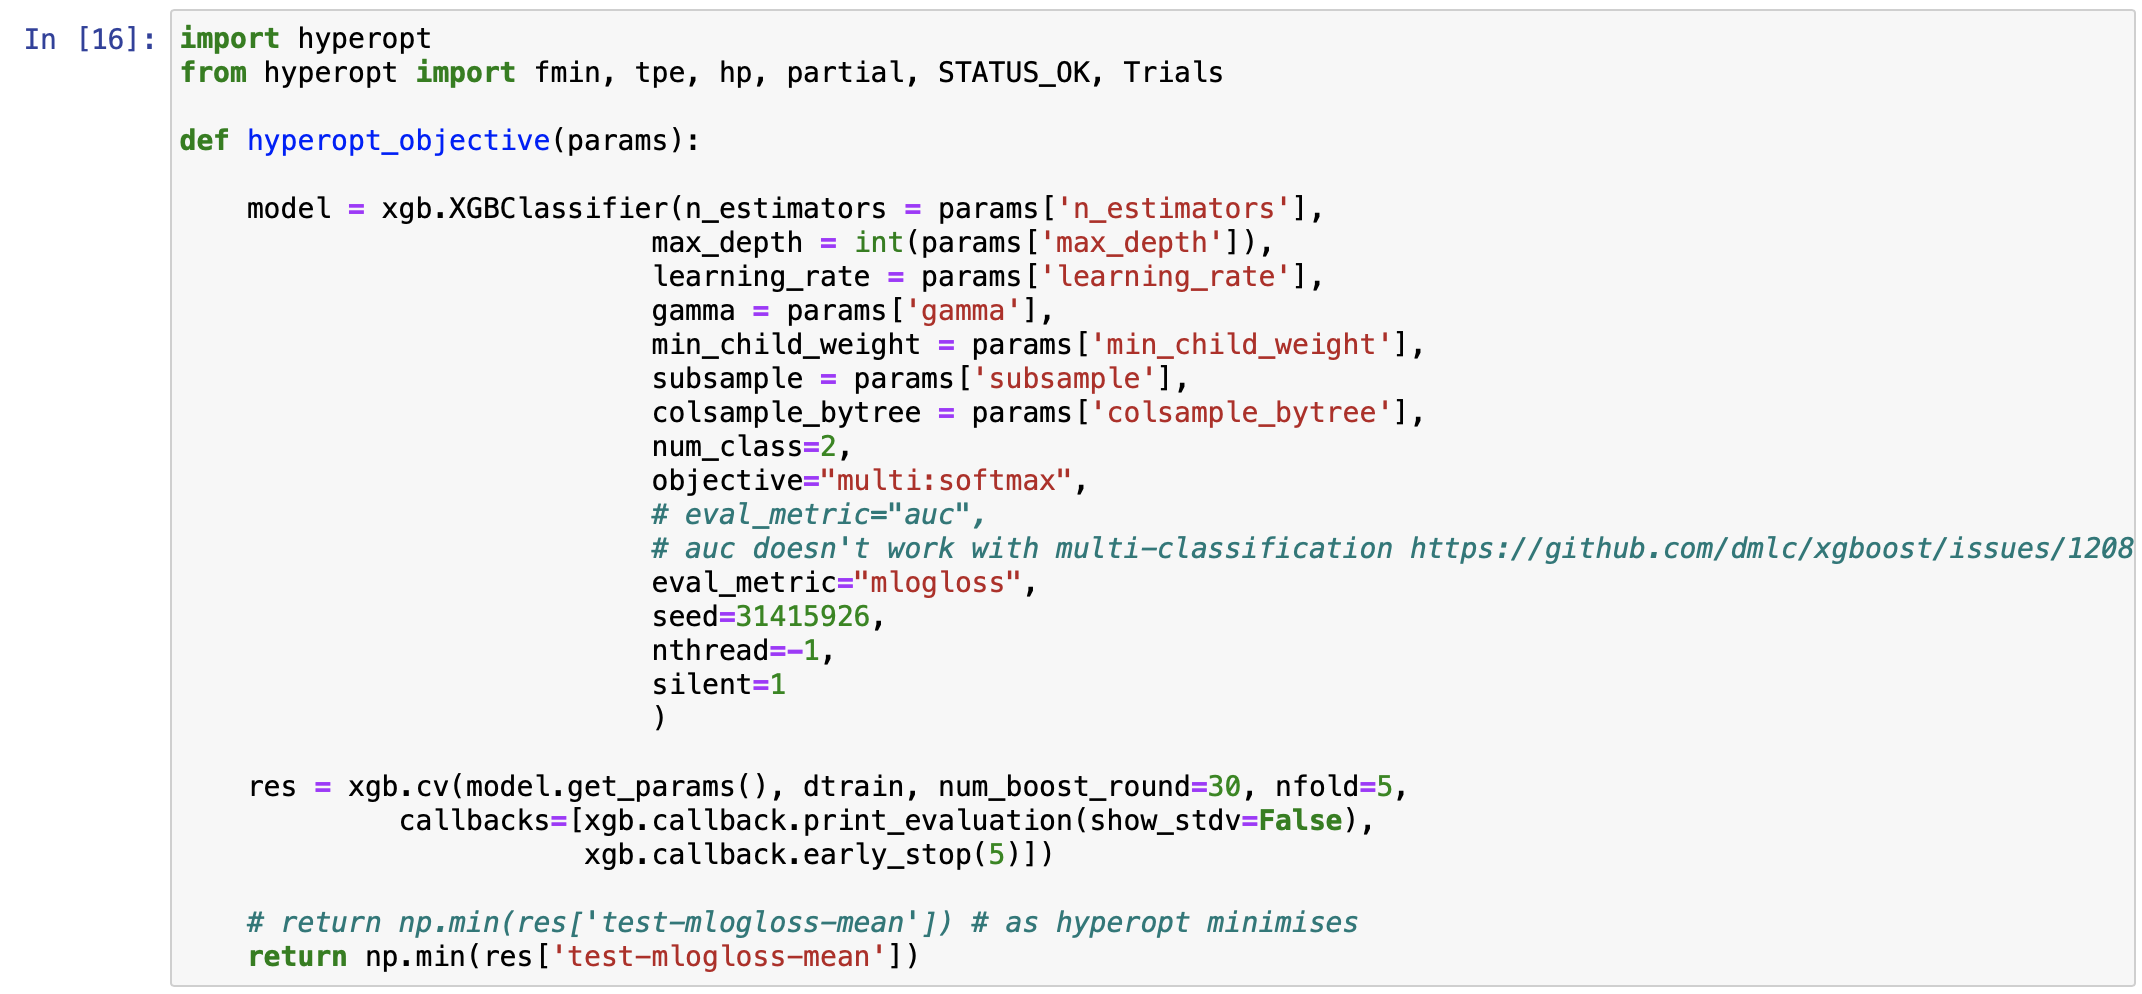 In [16]: import hyperopt
from hyperopt import fmin, tpe, hp, partial, STATUS_OK, Trials
def hyperopt_objective(params):
model = xgb.XGBClassifier(n_estimators = params['n_estimators'],
max_depth = int(params['max_depth']),
learning_rate = params['learning_rate'],
gamma = params['gamma'],
min_child_weight = params['min_child_weight'],
subsample = params['subsample'],
colsample_bytree = params['colsample_bytree'],
num_class=2,
objective="multi:softmax",
# eval_metric="auc",
# auc doesn't work with multi-classification https://github.com/dmlc/xgboost/issues/1208
eval_metric="mlogloss",
seed=31415926,
nthread=-1,
silent=1
)
res = xgb.cv(model.get_params(), dtrain, num_boost_round=30, nfold=5,
callbacks=[xgb.callback.print_evaluation(show_stdv=False),
xgb.callback.early_stop(5)])
# return np.min(res['test-mlogloss-mean']) # as hyperopt minimises
return np.min(res['test-mlogloss-mean'])